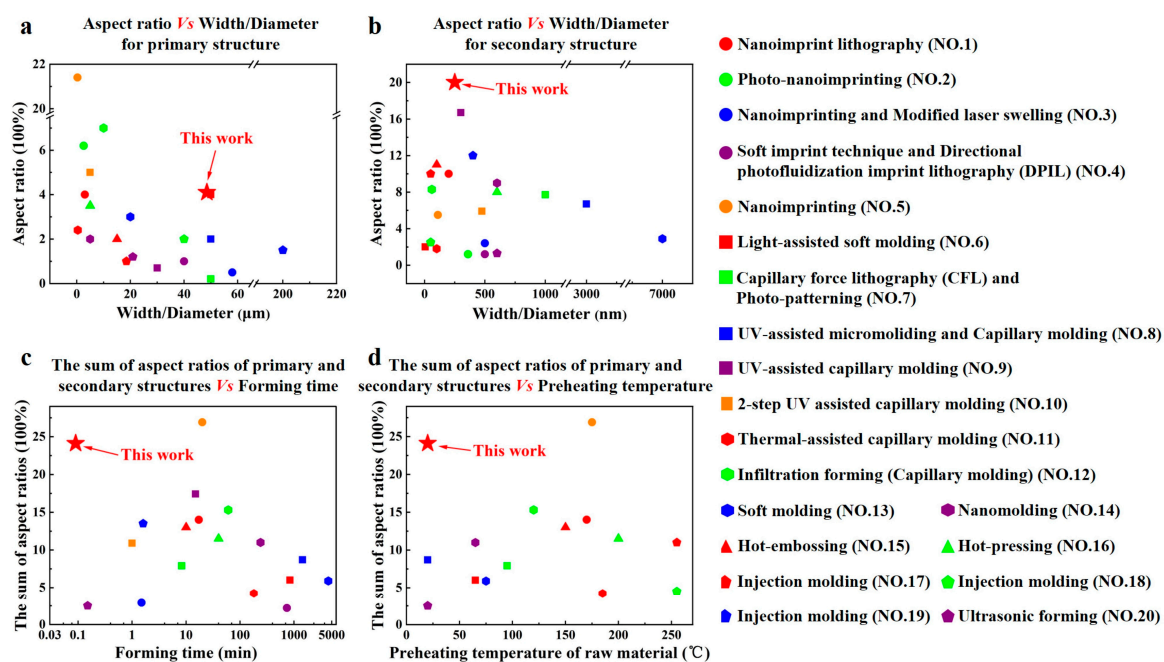 a
Aspect ratio Vs Width/Diameter
for primary structure
22
20
8
6
4
2
0
0
20
40
60
200
220
Aspect ratio (100%)
Width/Diameter (μm)
This work
b
Aspect ratio Vs Width/Diameter
for secondary structure
20
16
12
8
4
0
0
500
1000
3000
7000
Aspect ratio (100%)
Width/Diameter (nm)
This work
c
The sum of aspect ratios of primary and
secondary structures Vs Forming time
25
20
15
10
5
0
0.03
0.1
1
10
100
1000
5000
The sum of aspect ratios (100%)
Forming time (min)
This work
d
The sum of aspect ratios of primary and
secondary structures Vs Preheating temperature
25
20
15
10
5
0
0
50
100
150
200
250
The sum of aspect ratios (100%)
Preheating temperature of raw material (℃)
This work
Nanoimprint lithography (NO.1)
Photo-nanoimprinting (NO.2)
Nanoimprinting and Modified laser swelling (NO.3)
Soft imprint technique and Directional
photofluidization imprint lithography (DPIL) (NO.4)
Nanoimprinting (NO.5)
Light-assisted soft molding (NO.6)
Capillary force lithography (CFL) and
Photo-patterning (NO.7)
UV-assisted micromoliding and Capillary molding (NO.8)
UV-assisted capillary molding (NO.9)
2-step UV assisted capillary molding (NO.10)
Thermal-assisted capillary molding (NO.11)
Infiltration forming (Capillary molding) (NO.12)
Soft molding (NO.13)
Nanomolding (NO.14)
Hot-embossing (NO.15)
Hot-pressing (NO.16)
Injection molding (NO.17)
Injection molding (NO.18)
Injection molding (NO.19)
Ultrasonic forming (NO.20)